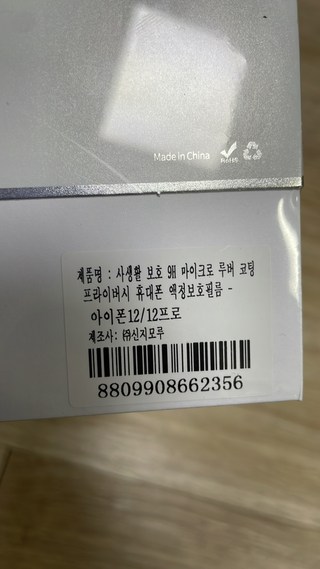 Made in China
RoHS
제품명 : 사생활 보호 9H 마이크로 루버 코팅
프라이버시 휴대폰 액정보호필름 -
아이폰12/12프로
제조사: ㈜신지모루
8809908662356